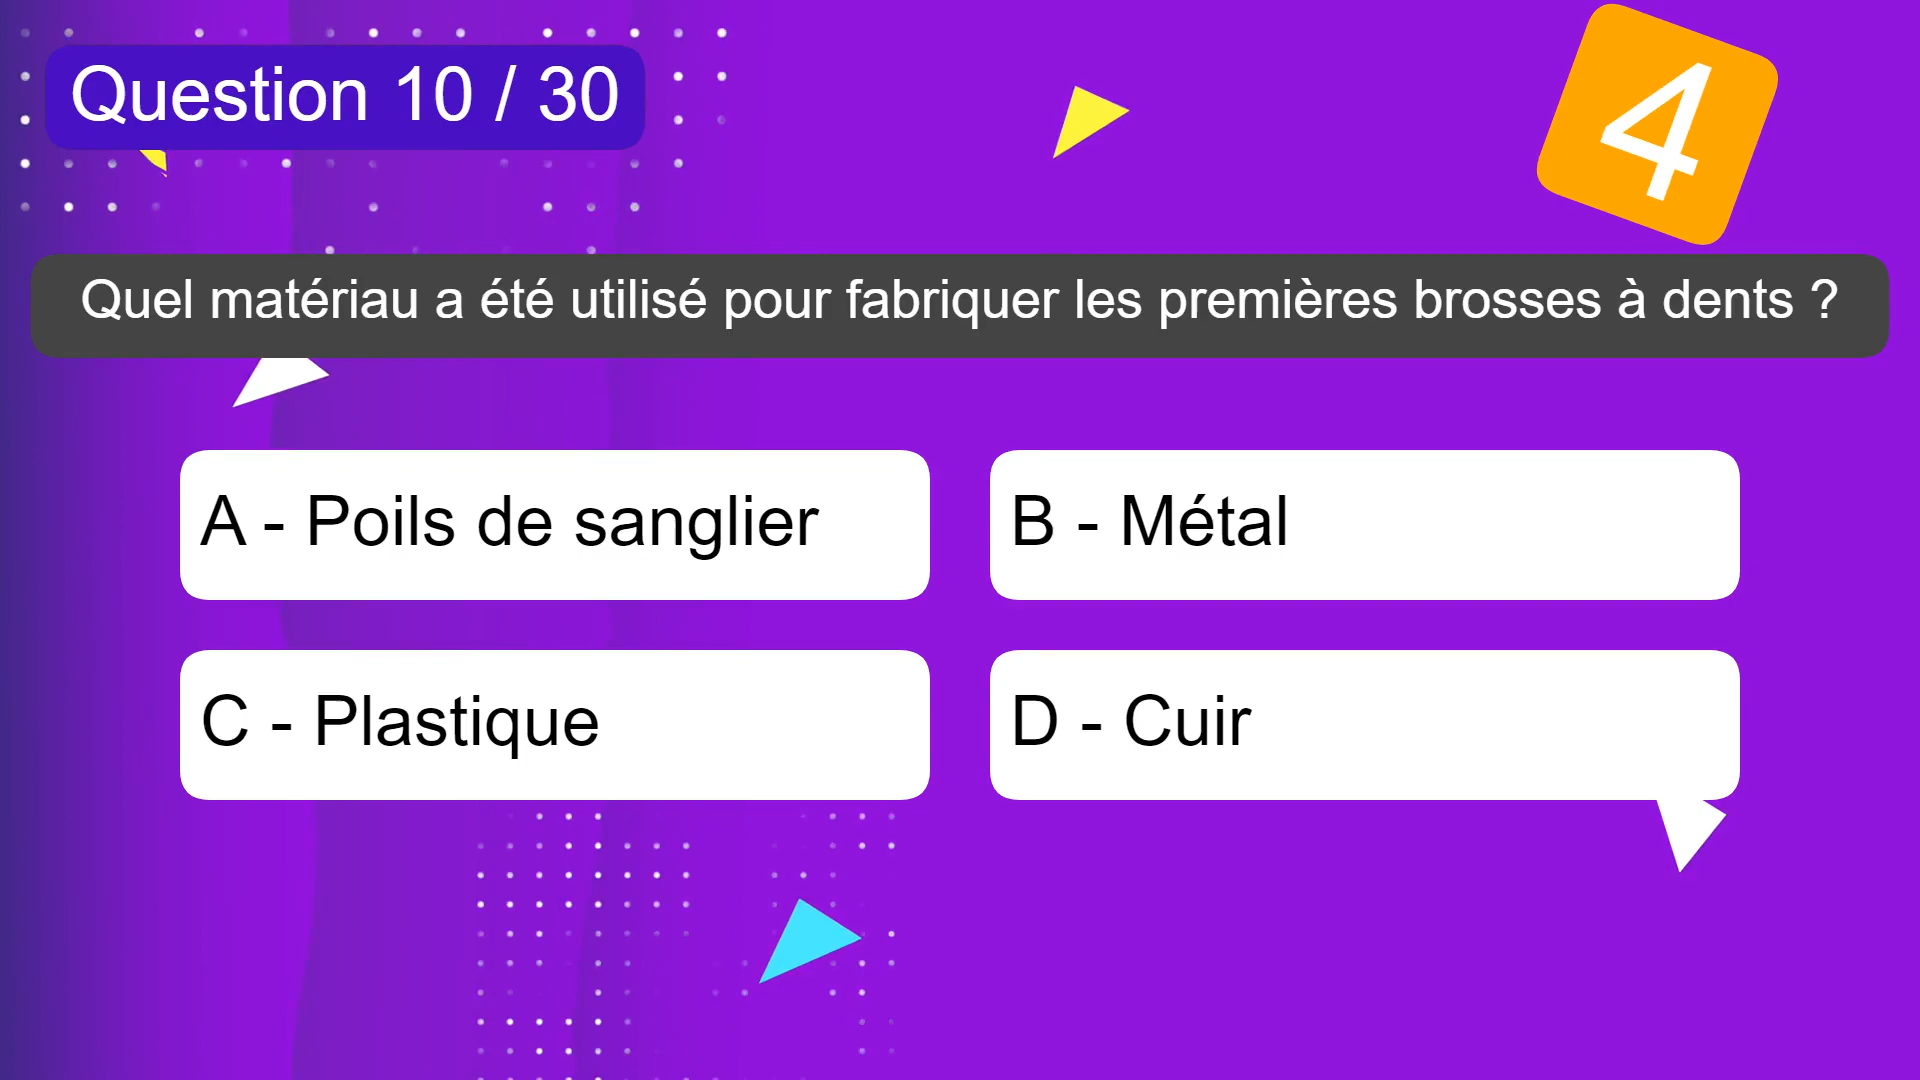 Question 10 / 30
4
Quel matériau a été utilisé pour fabriquer les premières brosses à dents ?
A - Poils de sanglier
B - Métal
C - Plastique
D - Cuir